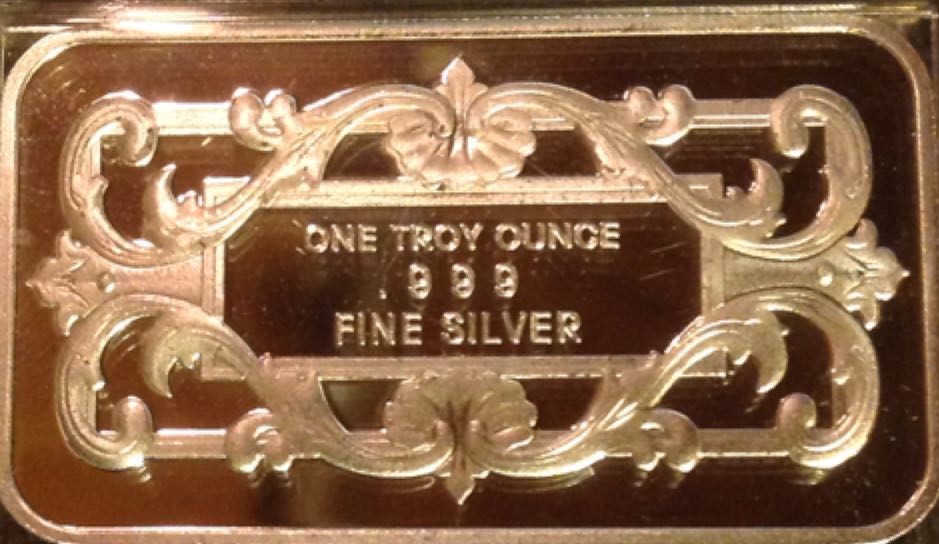 ONE TROY OUNCE
.999
FINE SILVER